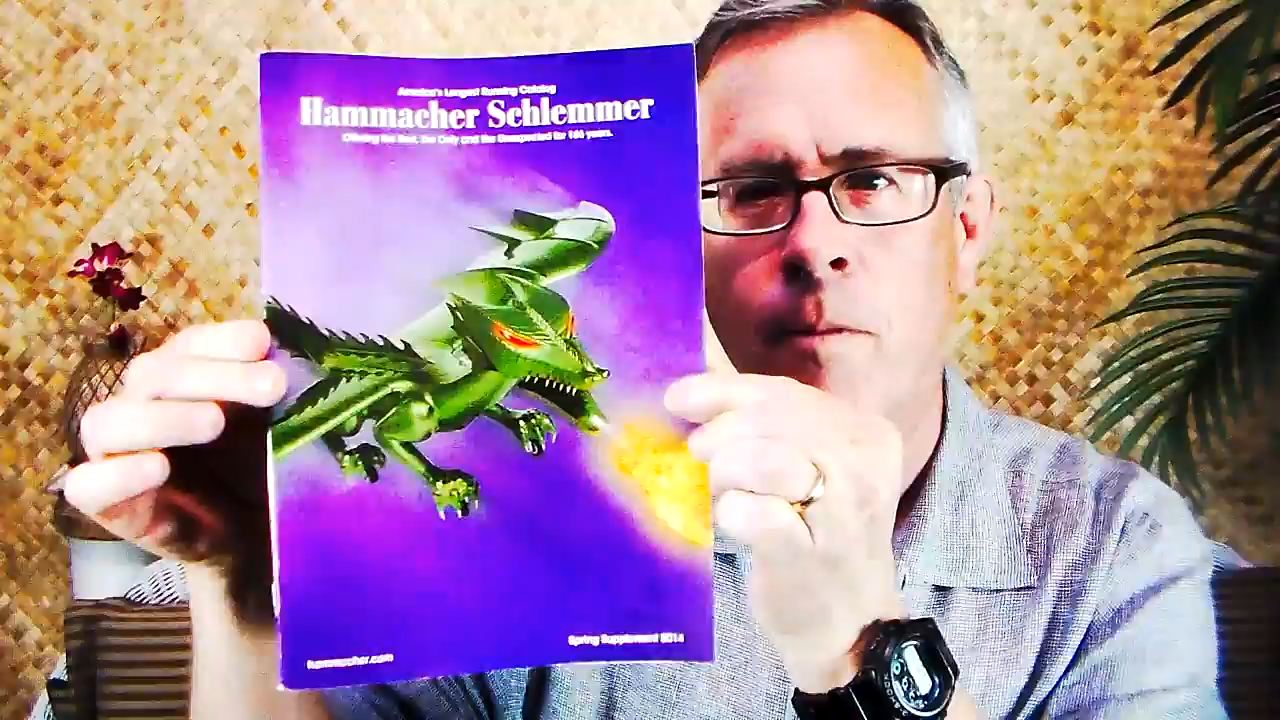 America's Longest Running Catalog
Hammacher Schlemmer
Offering the Best, the Only and the Unexpected for 166 years.
Spring Supplement 2014
hammacher.com